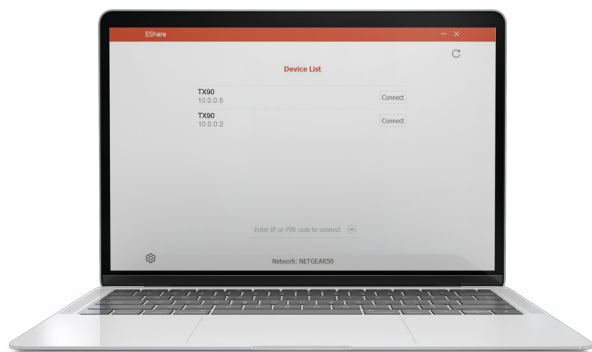 EShare
Device List
TX90
10.0.0.5
Connect
TX90
10.0.0.2
Connect
Enter IP or PIN code to connect
Network: NETGEAR50